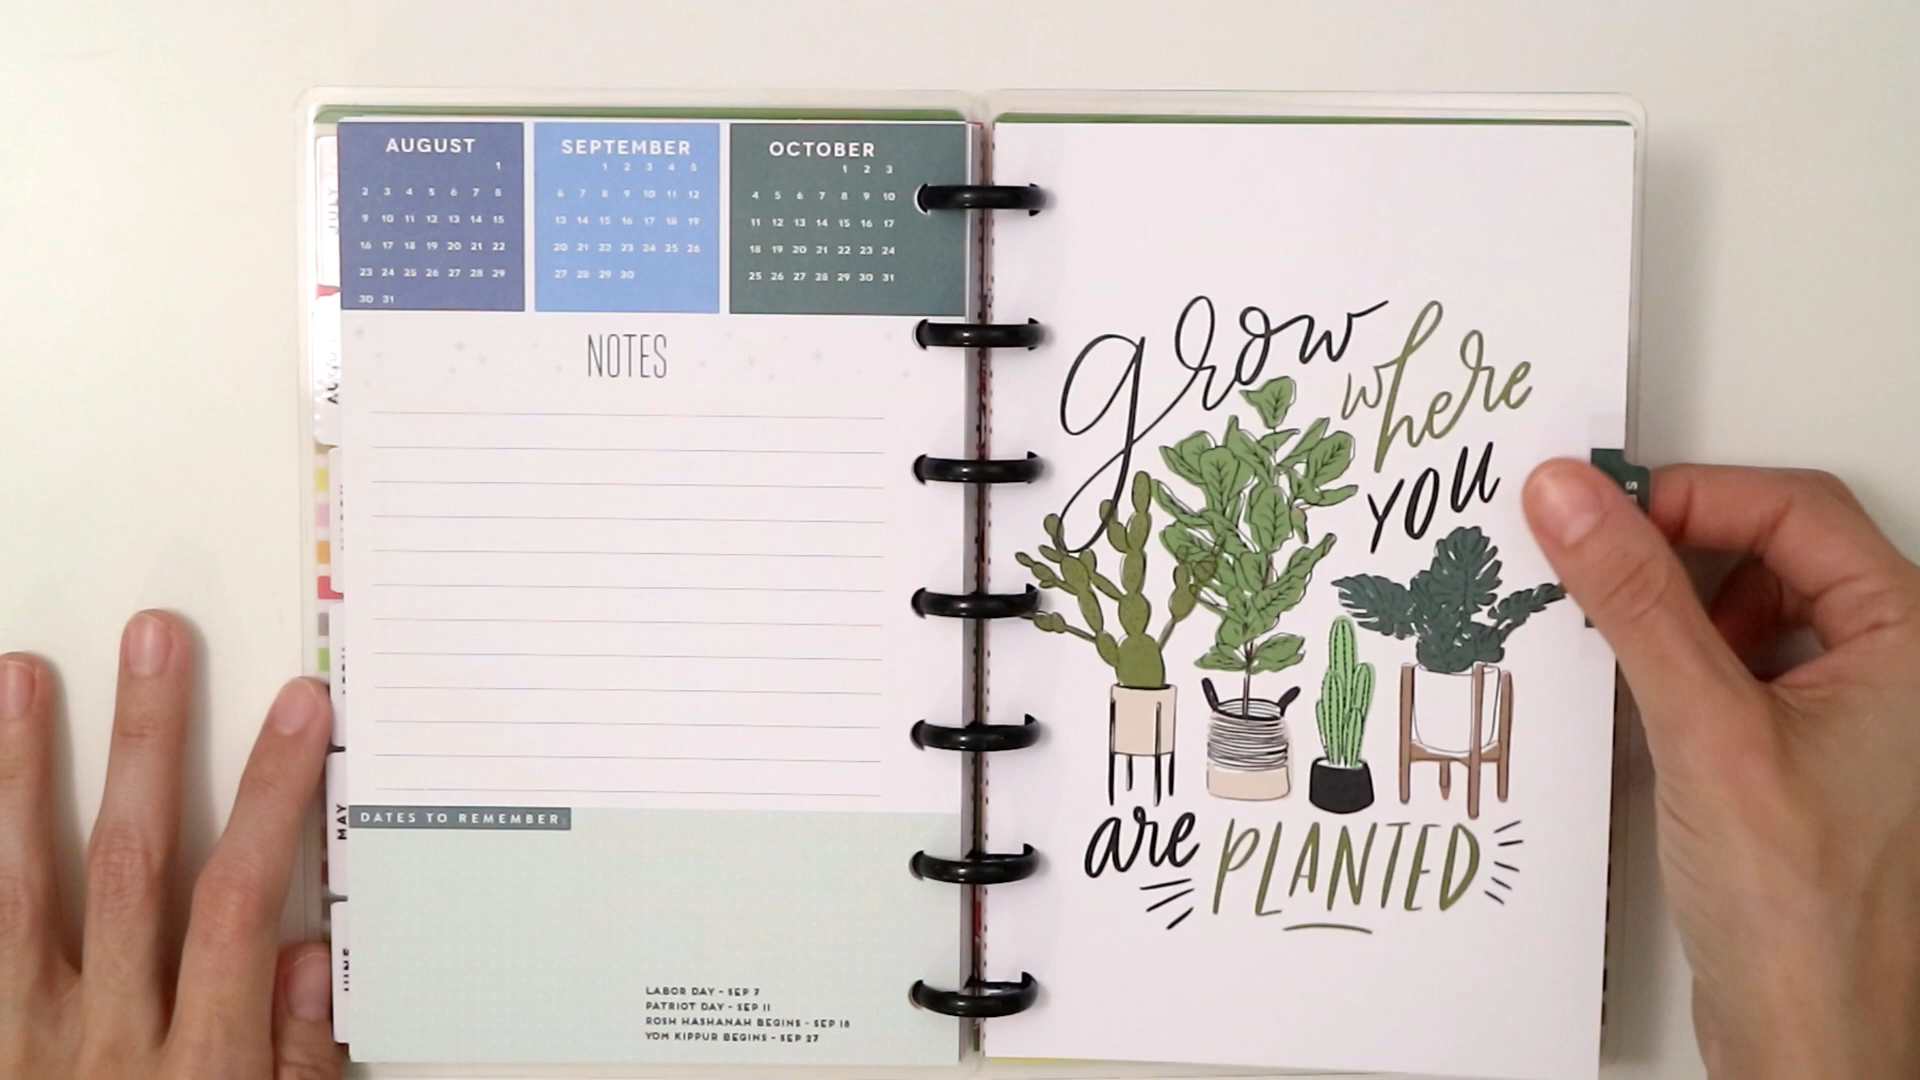 AUGUST
1
2 3 4 5 6 7 8
9 10 11 12 13 14 15
16 17 18 19 20 21 22
23 24 25 26 27 28 29
30 31
SEPTEMBER
1 2 3 4 5
6 7 8 9 10 11 12
13 14 15 16 17 18 19
20 21 22 23 24 25 26
27 28 29 30
OCTOBER
1 2 3
4 5 6 7 8 9 10
11 12 13 14 15 16 17
18 19 20 21 22 23 24
25 26 27 28 29 30 31
NOTES
DATES TO REMEMBER:
LABOR DAY - SEP 7
PATRIOT DAY - SEP 11
ROSH HASHANAH BEGINS - SEP 18
YOM KIPPUR BEGINS - SEP 27
JULY
MAY
JUNE
grow
where
you
are PLANTED